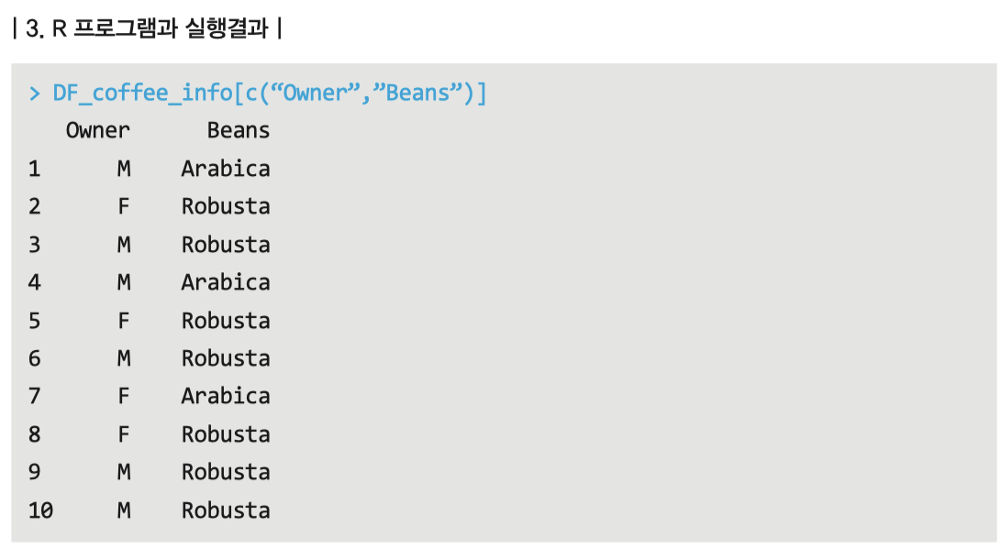 | 3. R 프로그램과 실행결과 |
> DF_coffee_info[c(“Owner”,”Beans”)]
Owner Beans
1 M Arabica
2 F Robusta
3 M Robusta
4 M Arabica
5 F Robusta
6 M Robusta
7 F Arabica
8 F Robusta
9 M Robusta
10 M Robusta